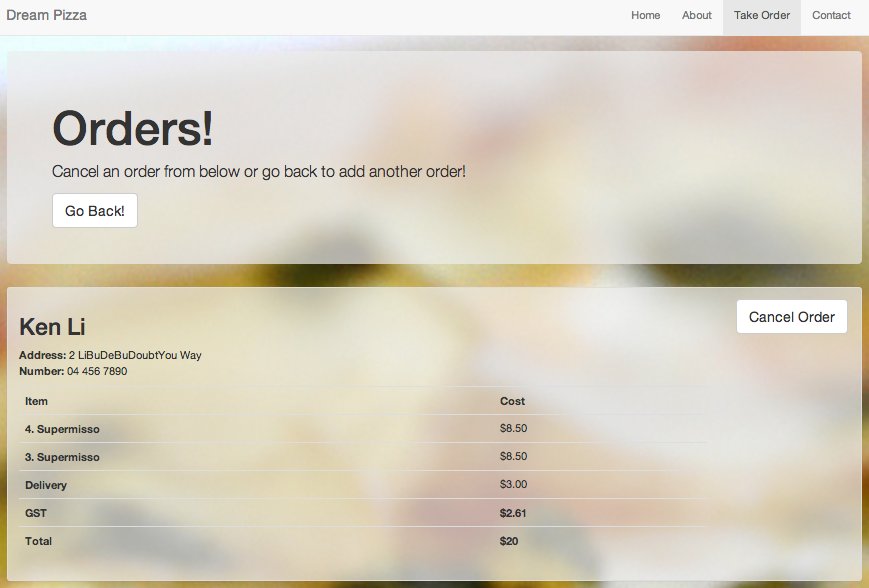 Dream Pizza Home About Take Order Contact
Orders!
Cancel an order from below or go back to add another order!
Go Back!
Ken Li
Cancel Order
Address: 2 LiBuDeBuDoubtYou Way
Number: 04 456 7890
Item Cost
4. Supermisso $8.50
3. Supermisso $8.50
Delivery $3.00
GST $2.61
Total $20